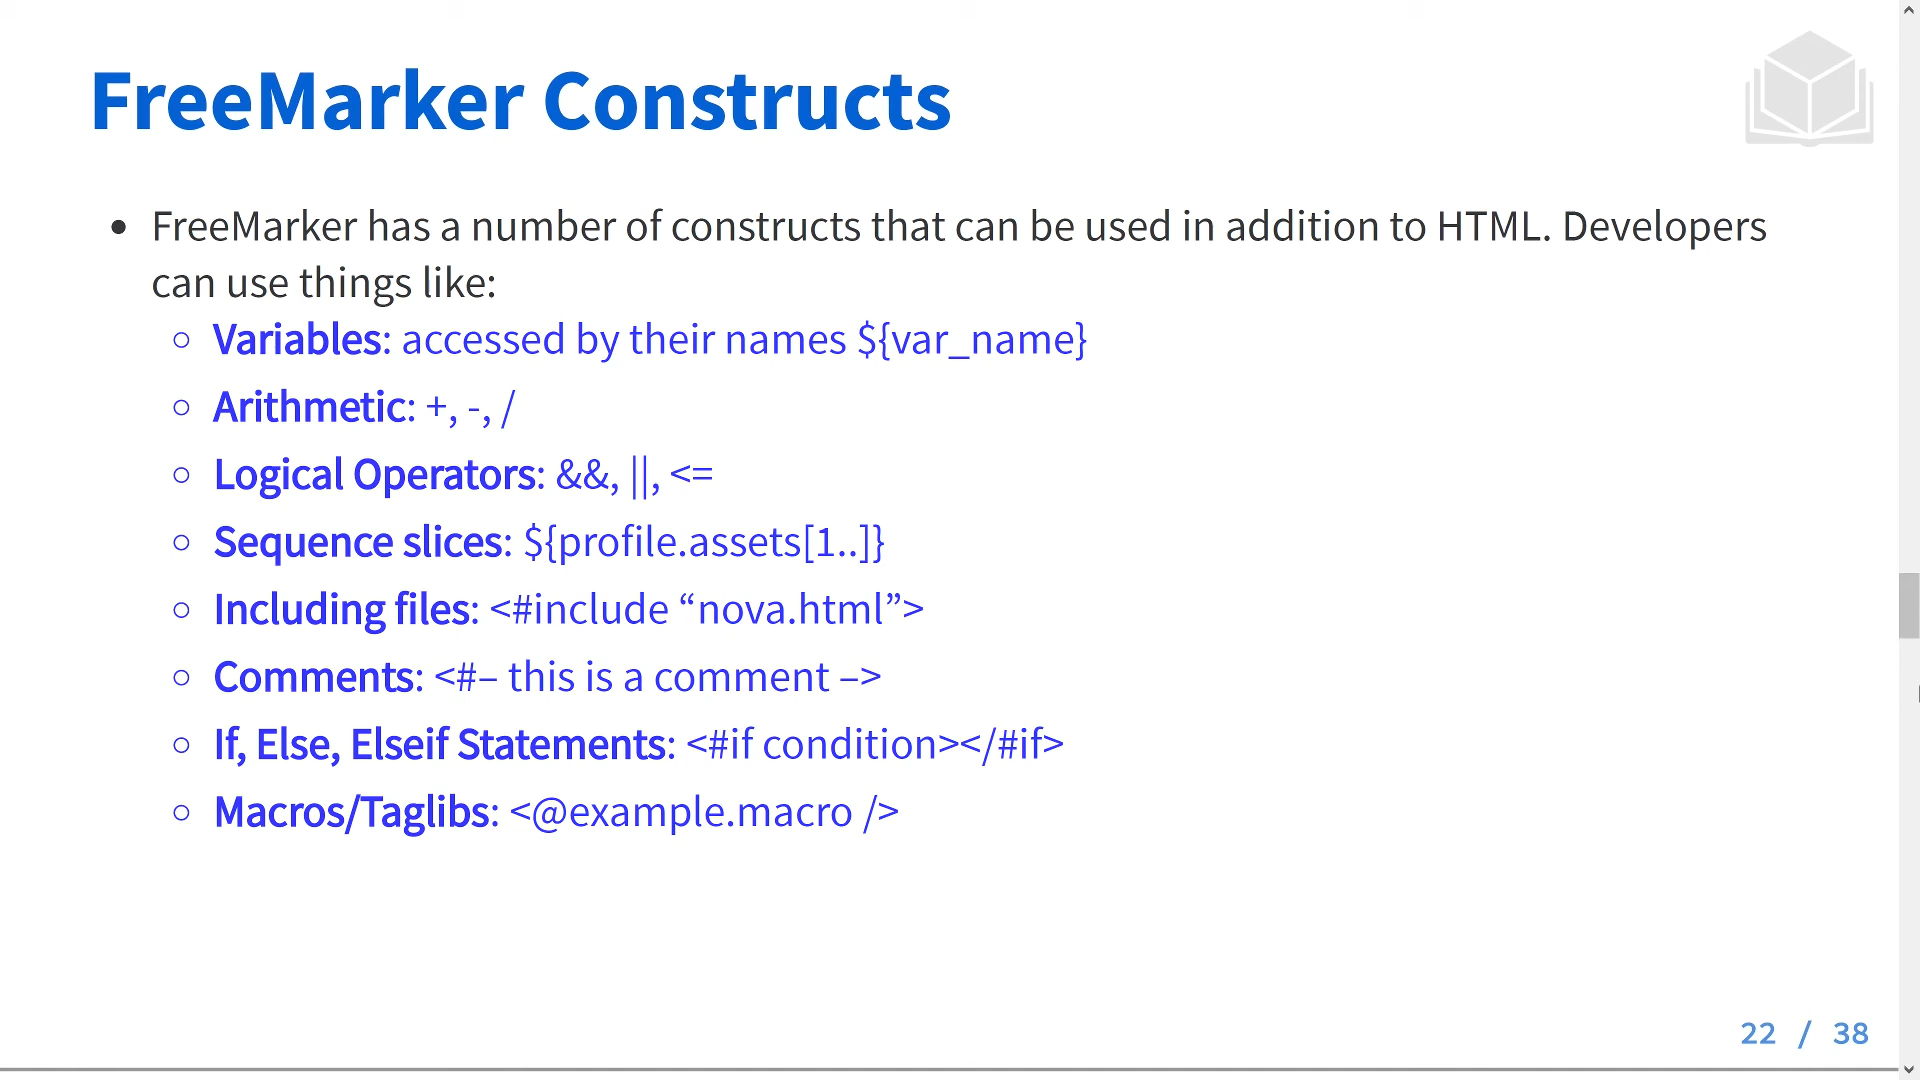 FreeMarker Constructs
• FreeMarker has a number of constructs that can be used in addition to HTML. Developers
can use things like:
○ Variables: accessed by their names ${var_name}
○ Arithmetic: +, -, /
○ Logical Operators: &&, ||, <=
○ Sequence slices: ${profile.assets[1..]}
○ Including files: <#include “nova.html”>
○ Comments: <#– this is a comment –>
○ If, Else, Elseif Statements: <#if condition></#if>
○ Macros/Taglibs: <@example.macro />
22 / 38